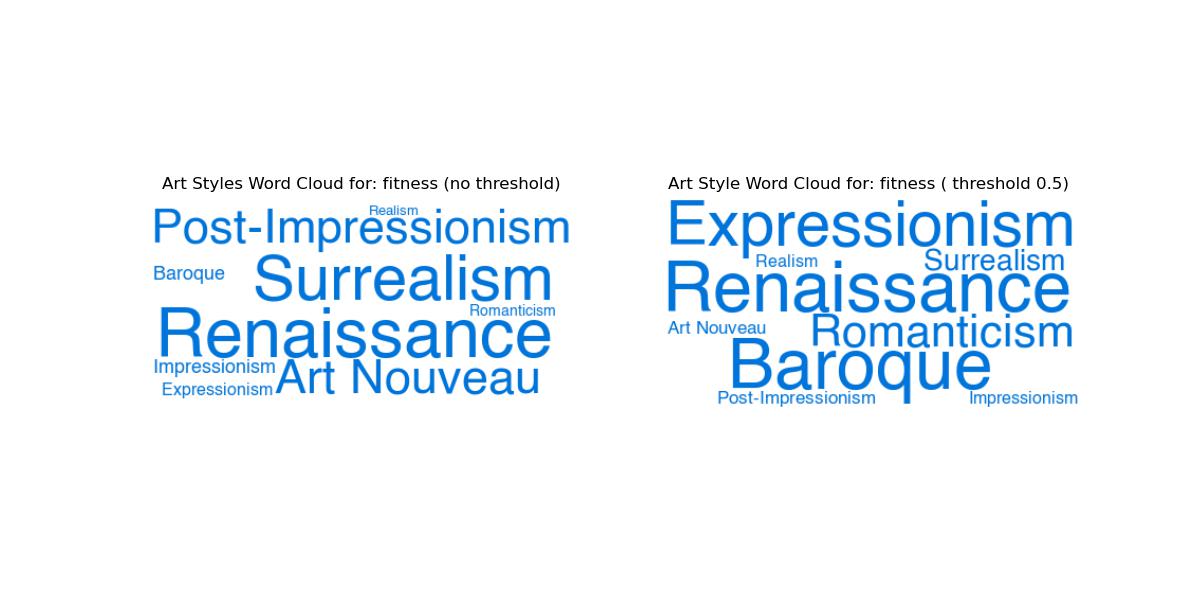 Art Styles Word Cloud for: fitness (no threshold)
Realism
Post-Impressionism
Baroque
Surrealism
Romanticism
Renaissance
Impressionism
Art Nouveau
Expressionism
Art Style Word Cloud for: fitness ( threshold 0.5)
Expressionism
Realism
Surrealism
Renaissance
Art Nouveau
Romanticism
Baroque
Post-Impressionism
Impressionism